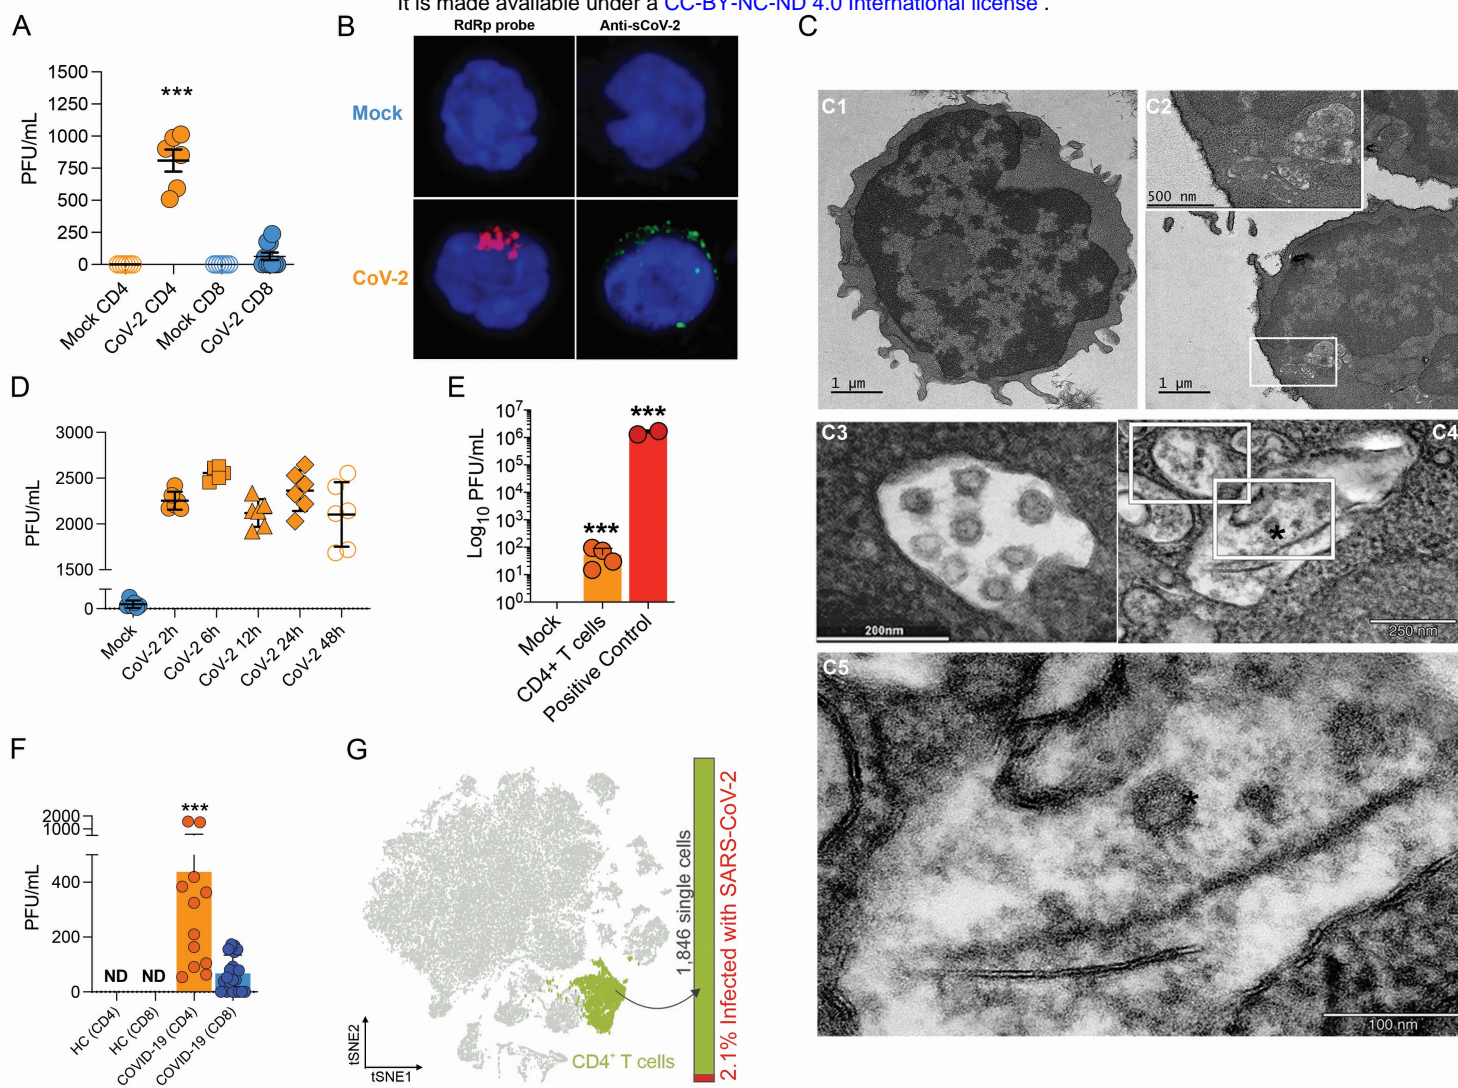 It is made available under a CC-BY-NC-ND 4.0 International license .
A
1500
1250
1000
750
500
250
0
PFU/mL
***
Mock CD4
CoV-2 CD4
Mock CD8
CoV-2 CD8
B
RdRp probe
Anti-sCoV-2
Mock
CoV-2
C
C1
1 µm
C2
500 nm
1 µm
C3
200nm
C4
*
250 nm
C5
*
100 nm
D
3000
2500
2000
1500
0
PFU/mL
Mock
CoV-2 2h
CoV-2 6h
CoV-2 12h
CoV-2 24h
CoV-2 48h
E
10⁷
10⁶
10⁵
10⁴
10³
10²
10¹
10⁰
Log₁₀ PFU/mL
***
***
Mock
CD4+ T cells
Positive Control
F
2000
1000
400
200
0
PFU/mL
***
ND
ND
HC (CD4)
HC (CD8)
COVID-19 (CD4)
COVID-19 (CD8)
G
tSNE2
tSNE1
CD4⁺ T cells
1,846 single cells
2.1% Infected with SARS-CoV-2